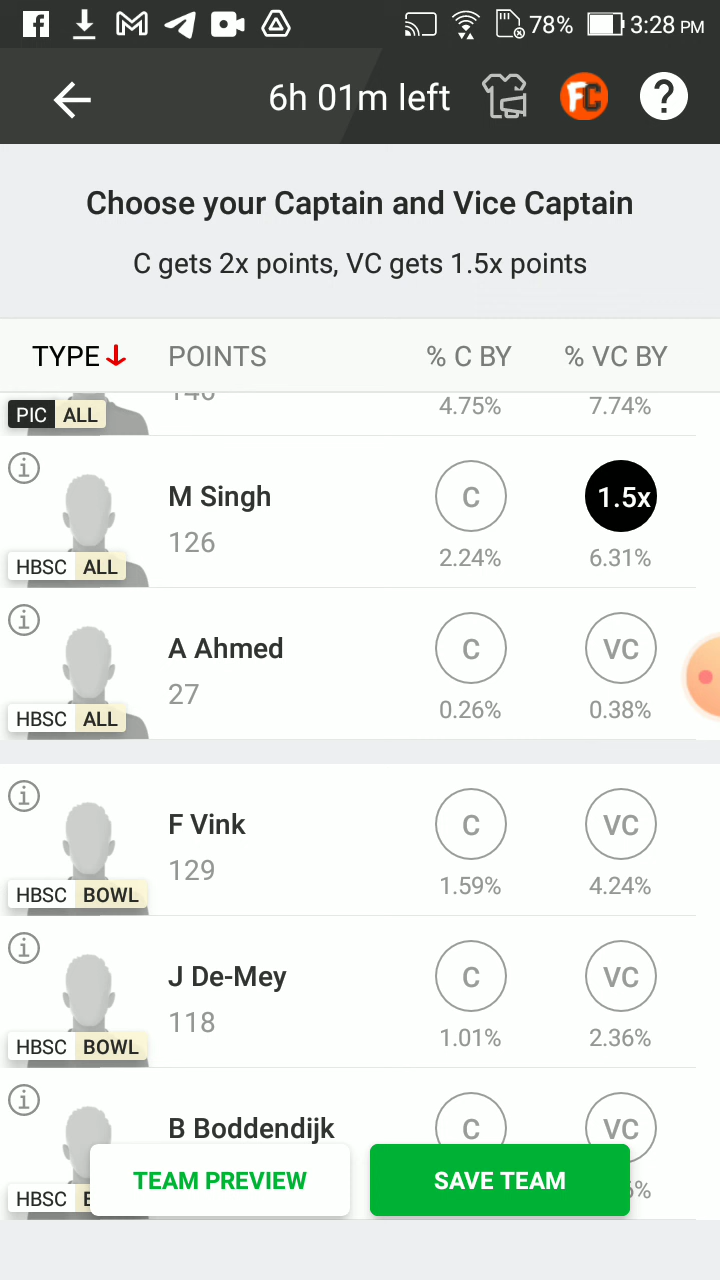 78% 3:28 PM
6h 01m left FC ?
Choose your Captain and Vice Captain
C gets 2x points, VC gets 1.5x points
TYPE POINTS % C BY % VC BY
4.75% 7.74%
PIC ALL
M Singh C 1.5x
126
2.24% 6.31%
HBSC ALL
A Ahmed C VC
27
0.26% 0.38%
HBSC ALL
F Vink C VC
129
1.59% 4.24%
HBSC BOWL
J De-Mey C VC
118
1.01% 2.36%
HBSC BOWL
B Boddendijk C VC
TEAM PREVIEW SAVE TEAM
HBSC